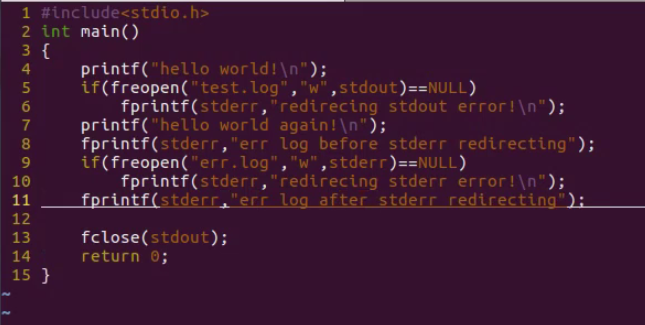 1 #include<stdio.h>
2 int main()
3 {
4     printf("hello world!\n");
5     if(freopen("test.log","w",stdout)==NULL)
6         fprintf(stderr,"redirecing stdout error!\n");
7     printf("hello world again!\n");
8     fprintf(stderr,"err log before stderr redirecting");
9     if(freopen("err.log","w",stderr)==NULL)
10         fprintf(stderr,"redirecing stderr error!\n");
11     fprintf(stderr,"err log after stderr redirecting");
12
13     fclose(stdout);
14     return 0;
15 }
~
~